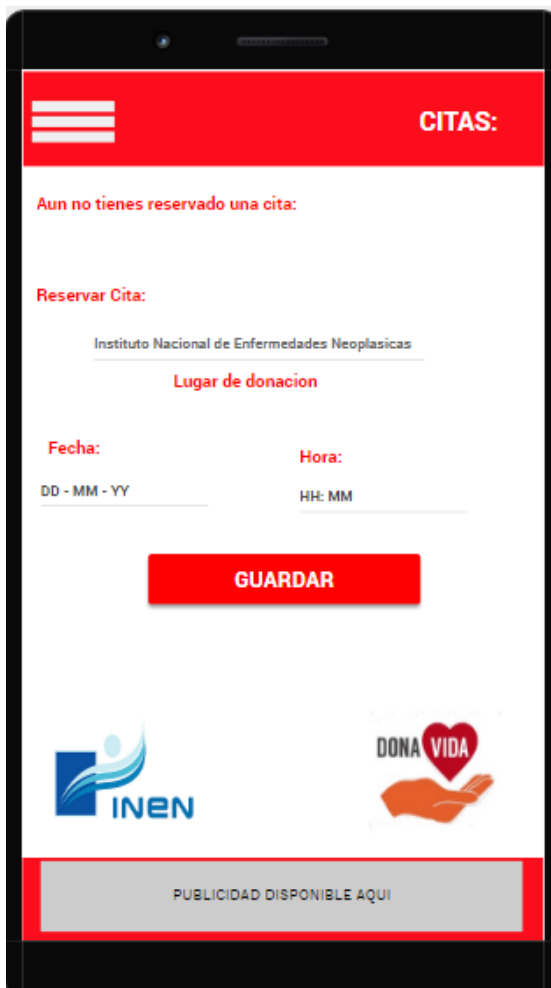 CITAS:
Aun no tienes reservado una cita:
Reservar Cita:
Instituto Nacional de Enfermedades Neoplasicas
Lugar de donacion
Fecha:
Hora:
DD - MM - YY
HH: MM
GUARDAR
DONA VIDA
INEN
PUBLICIDAD DISPONIBLE AQUI